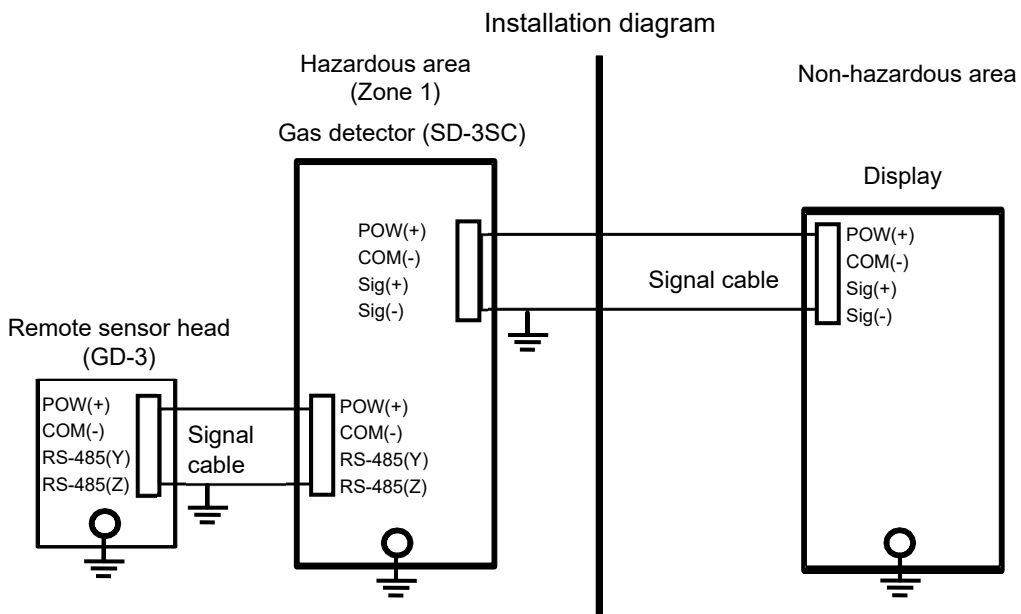 Installation diagram
Hazardous area
(Zone 1)
Non-hazardous area
Gas detector (SD-3SC)
Display
POW(+)
COM(-)
Sig(+)
Sig(-)
Signal cable
POW(+)
COM(-)
Sig(+)
Sig(-)
Remote sensor head
(GD-3)
POW(+)
COM(-)
RS-485(Y)
RS-485(Z)
Signal
cable
POW(+)
COM(-)
RS-485(Y)
RS-485(Z)